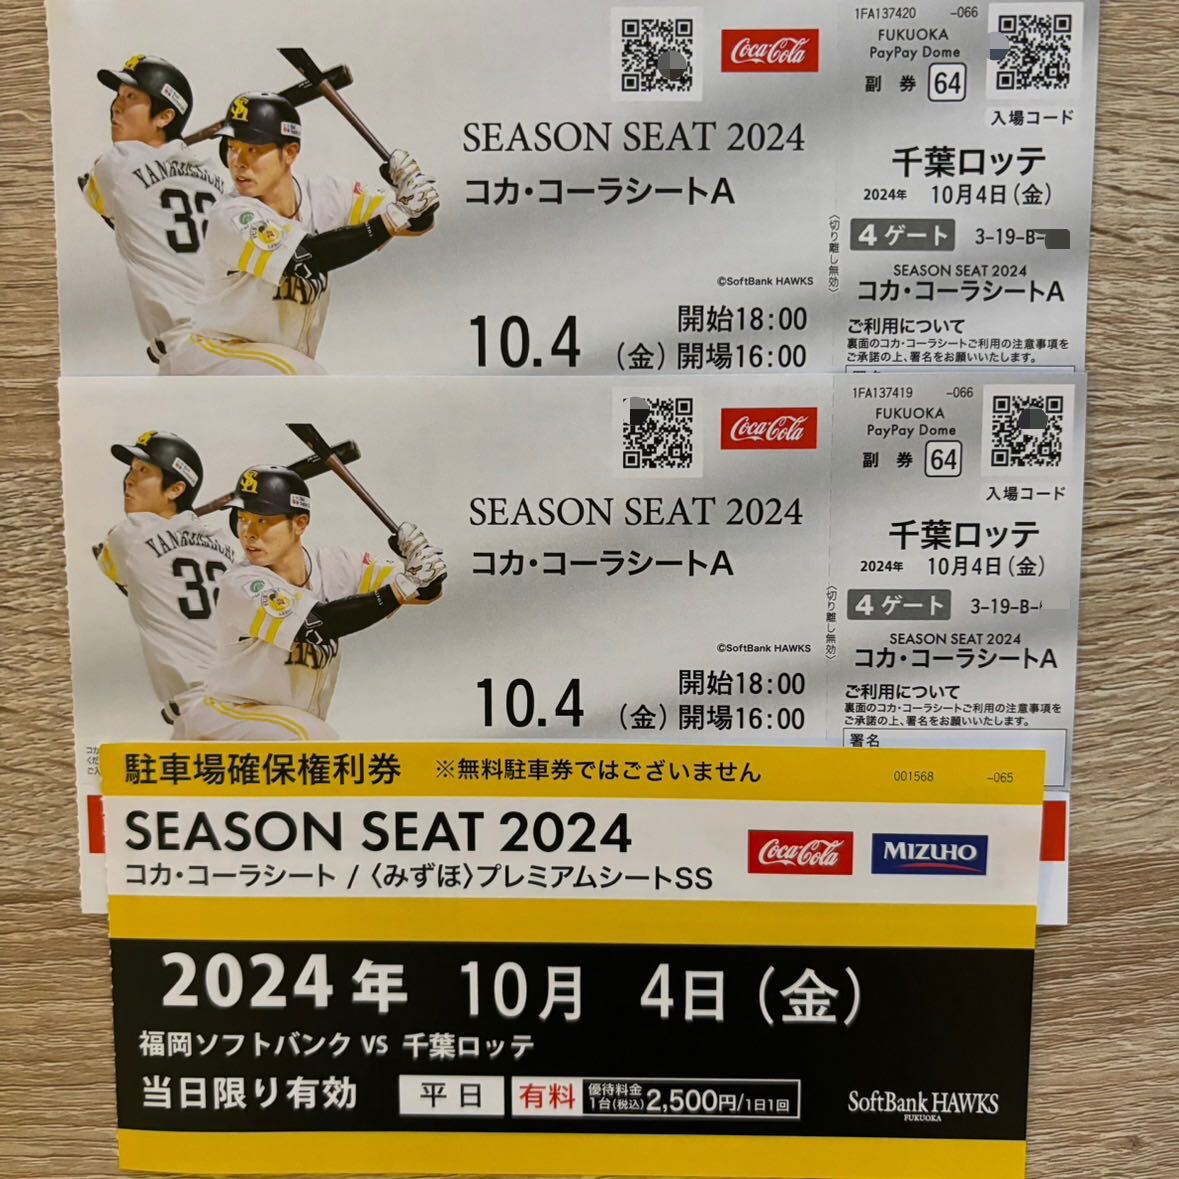 1FA137420 -066
FUKUOKA
PayPay Dome
副 券 64
入場コード
Coca-Cola
SEASON SEAT 2024
コカ・コーラシートA
千葉ロッテ
2024年 10月4日(金)
4ゲート 3-19-B-
SEASON SEAT 2024
コカ・コーラシートA
〈切り離し無効〉
©SoftBank HAWKS
10.4 (金)
開始18:00
開場16:00
ご利用について
裏面のコカ・コーラシートご利用の注意事項を
ご承諾の上、署名をお願いいたします。
SH
32
1FA137419 -066
FUKUOKA
PayPay Dome
副 券 64
入場コード
Coca-Cola
SEASON SEAT 2024
コカ・コーラシートA
千葉ロッテ
2024年 10月4日(金)
4ゲート 3-19-B-
SEASON SEAT 2024
コカ・コーラシートA
〈切り離し無効〉
©SoftBank HAWKS
10.4 (金)
開始18:00
開場16:00
ご利用について
裏面のコカ・コーラシートご利用の注意事項を
ご承諾の上、署名をお願いいたします。
署名
SH
32
駐車場確保権利券 ※無料駐車券ではございません 001568 -065
SEASON SEAT 2024
コカ・コーラシート / 〈みずほ〉プレミアムシートSS
Coca-Cola MIZUHO
2024年 10月 4日(金)
福岡ソフトバンク VS 千葉ロッテ
当日限り有効 平日 有料 優待料金 1台(税込) 2,500円/1日1回
SoftBank HAWKS
FUKUOKA